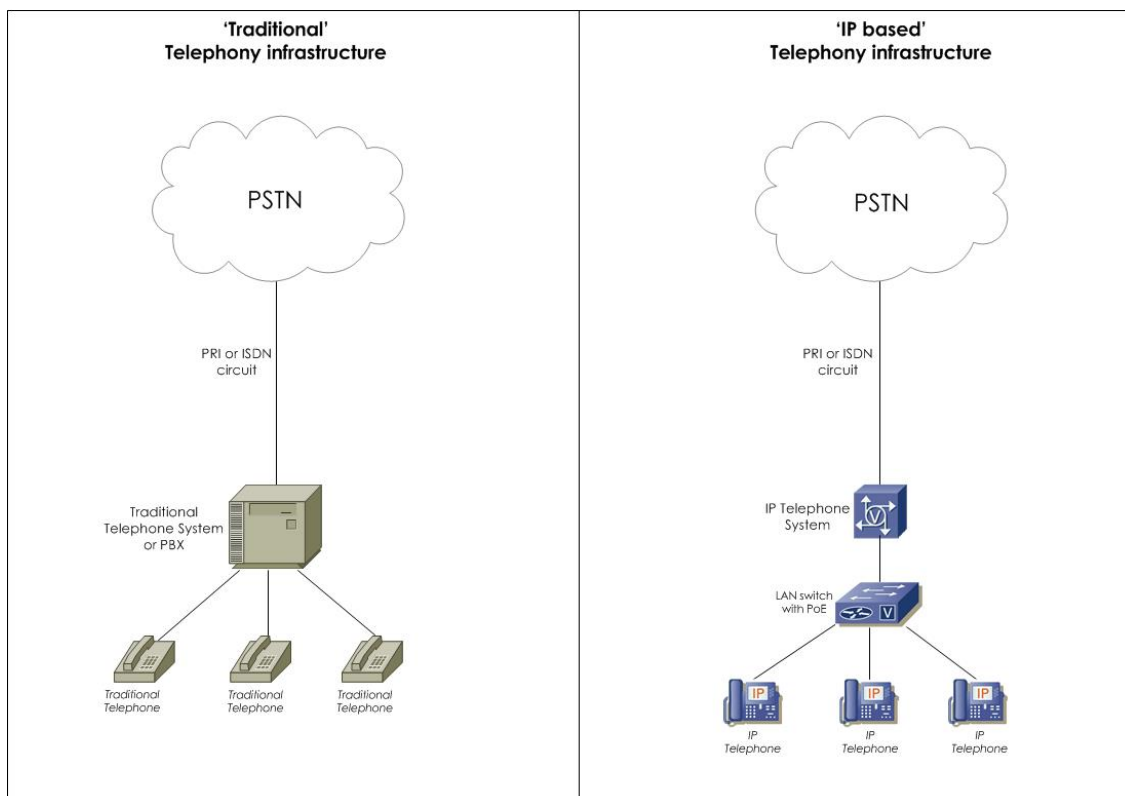 'Traditional'
Telephony infrastructure
PSTN
PRI or ISDN
circuit
Traditional
Telephone System
or PBX
Traditional
Telephone
Traditional
Telephone
Traditional
Telephone
'IP based'
Telephony infrastructure
PSTN
PRI or ISDN
circuit
IP Telephone
System
V
LAN switch
with PoE
V
IP
IP
IP
IP
Telephone
IP
Telephone
IP
Telephone